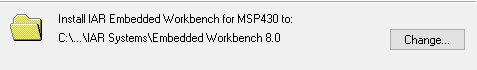 Install IAR Embedded Workbench for MSP430 to:
C:\...\IAR Systems\Embedded Workbench 8.0
Change...